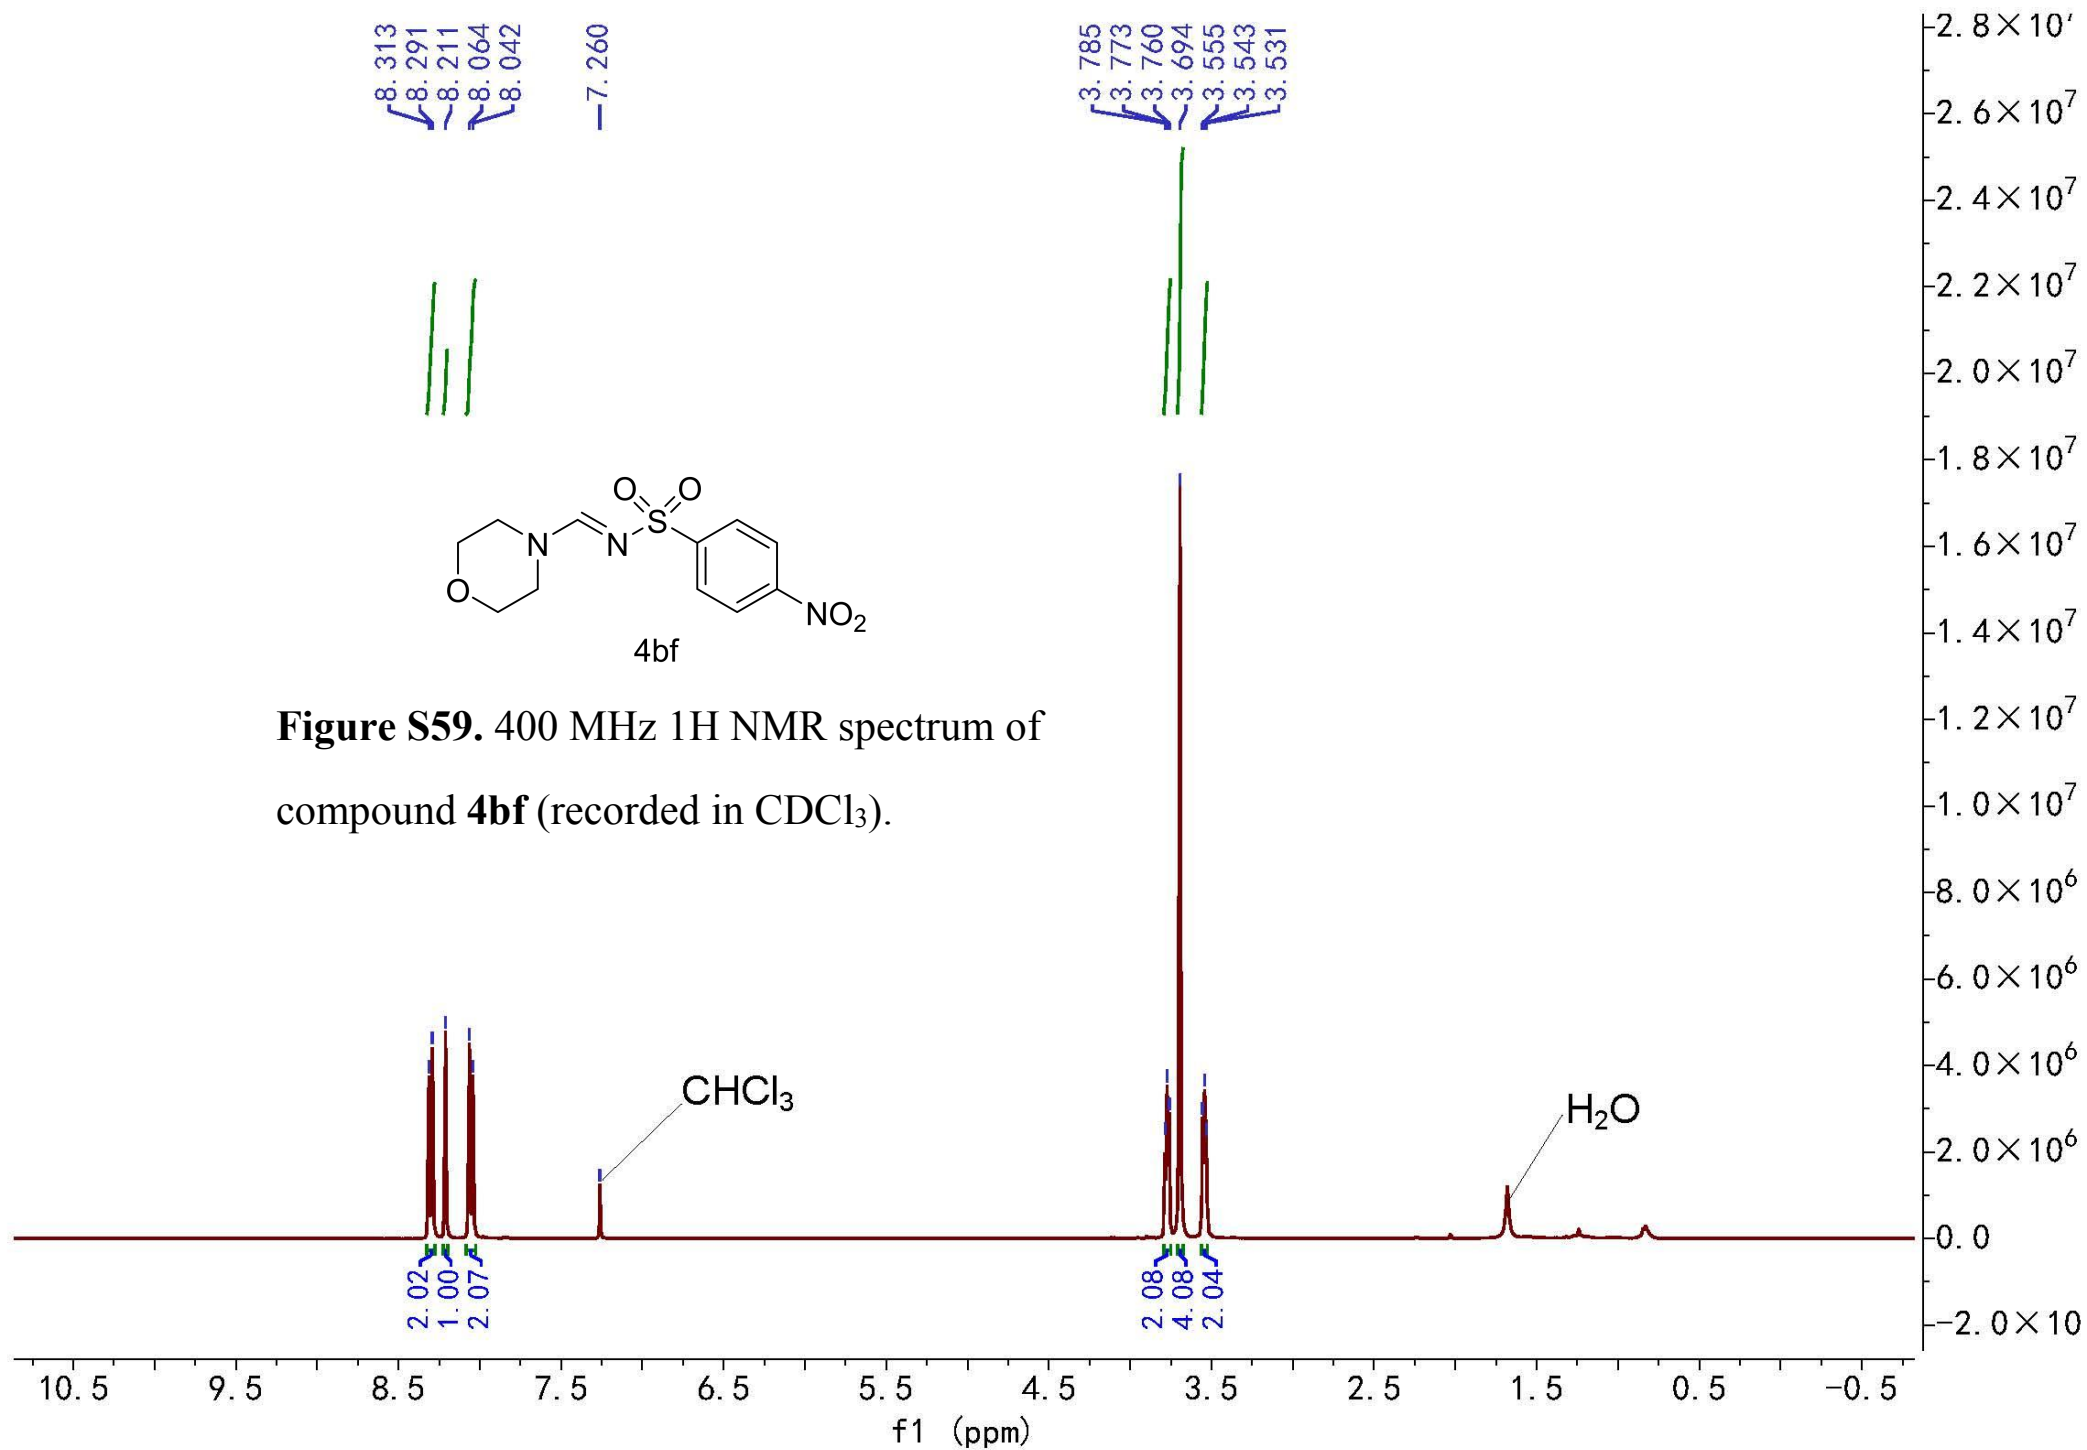 8.313
8.291
8.211
8.064
8.042
7.260
3.785
3.773
3.760
3.694
3.555
3.543
3.531
2.8×10⁷
2.6×10⁷
2.4×10⁷
2.2×10⁷
2.0×10⁷
1.8×10⁷
1.6×10⁷
1.4×10⁷
1.2×10⁷
1.0×10⁷
8.0×10⁶
6.0×10⁶
4.0×10⁶
2.0×10⁶
0.0
-2.0×10
O O
S
N
N
O
NO₂
4bf
Figure S59. 400 MHz 1H NMR spectrum of
compound 4bf (recorded in CDCl₃).
CHCl₃
H₂O
2.02
1.00
2.07
2.08
4.08
2.04
10.5 9.5 8.5 7.5 6.5 5.5 4.5 3.5 2.5 1.5 0.5 -0.5
f1 (ppm)